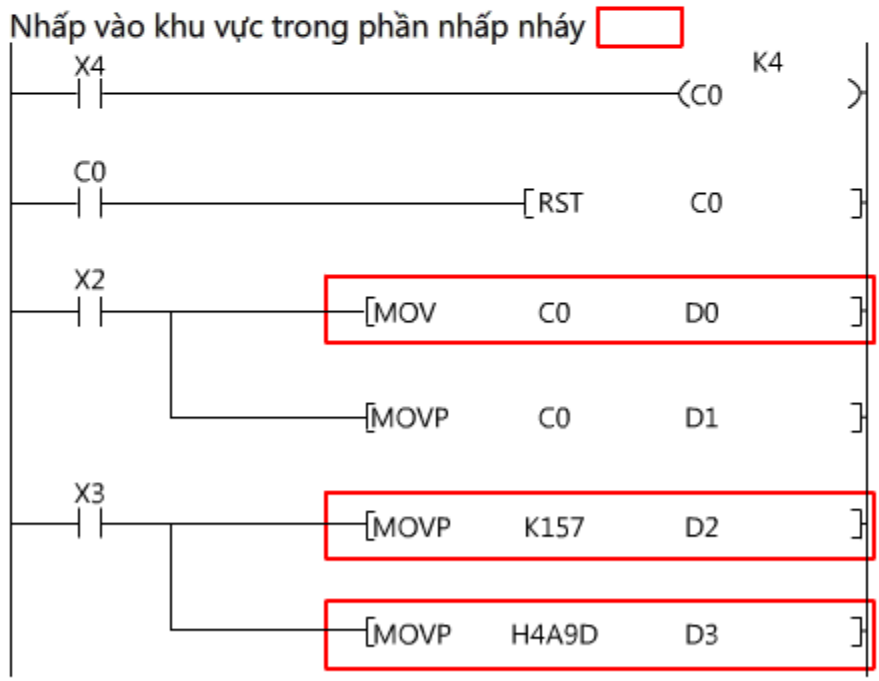 Nhấp vào khu vực trong phần nhấp nháy
X4 K4
(C0 )
C0
[RST C0 ]
X2
[MOV C0 D0 ]
[MOVP C0 D1 ]
X3
[MOVP K157 D2 ]
[MOVP H4A9D D3 ]